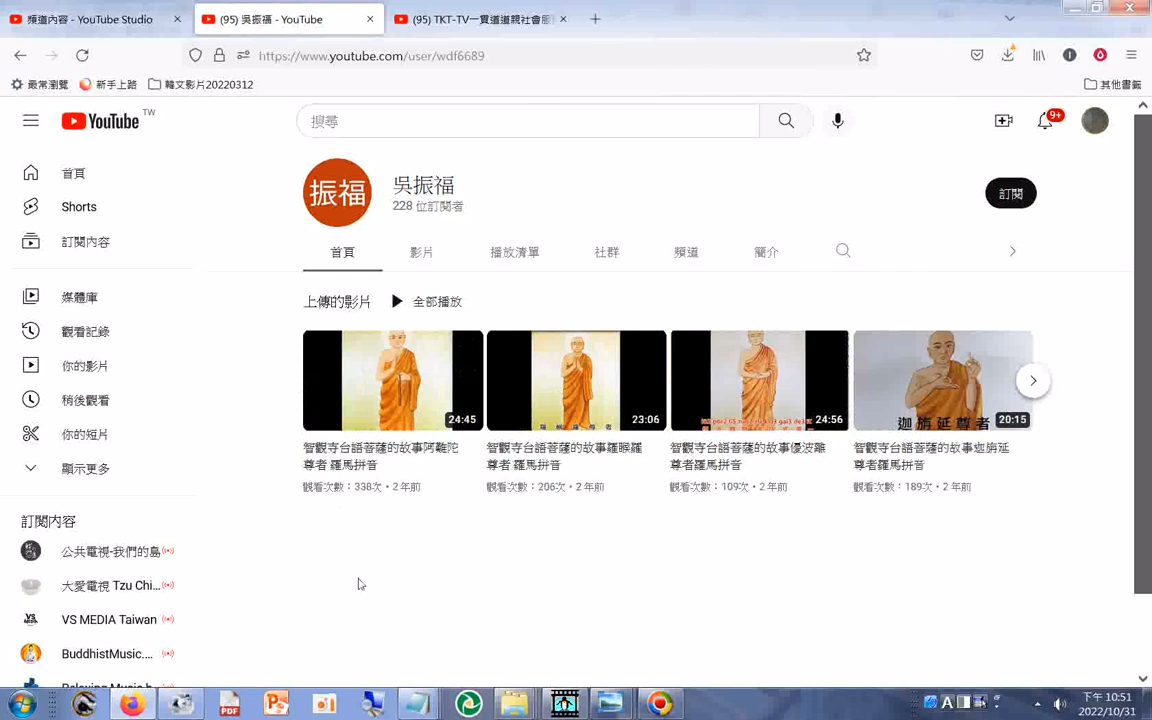 頻道內容 - YouTube Studio
(95) 吳振福 - YouTube
(95) TKT-TV一貫道道親社會服
https://www.youtube.com/user/wdf6689
最常瀏覽
新手上路
韓文影片20220312
其他書籤
YouTube TW
搜尋
9+
首頁
Shorts
訂閱內容
媒體庫
觀看記錄
你的影片
稍後觀看
你的短片
顯示更多
訂閱內容
公共電視-我們的島
大愛電視 Tzu Chi...
VS MEDIA Taiwan
BuddhistMusic....
振福
吳振福
228 位訂閱者
訂閱
首頁
影片
播放清單
社群
頻道
簡介
上傳的影片
全部播放
24:45
智觀寺台語菩薩的故事阿難陀
尊者 羅馬拼音
觀看次數：338次・2 年前
羅睺羅尊者
23:06
智觀寺台語菩薩的故事羅睺羅
尊者 羅馬拼音
觀看次數：206次・2 年前
24:56
智觀寺台語菩薩的故事優波離
尊者羅馬拼音
觀看次數：109次・2 年前
迦旃延尊者
20:15
智觀寺台語菩薩的故事迦旃延
尊者羅馬拼音
觀看次數：189次・2 年前
PDF
A
下午 10:51
2022/10/31